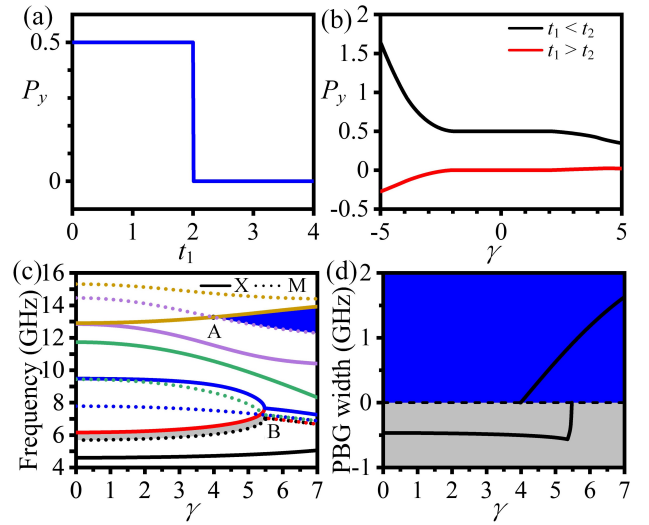 (a)
0.5
P_y
0
0 1 2 3 4
t_1
(b)
t_1 < t_2
t_1 > t_2
2
1.5
1
P_y
0.5
0
-0.5
-5 0 5
γ
(c)
X M
16
14
12
10
8
6
4
Frequency (GHz)
A
B
0 1 2 3 4 5 6 7
γ
(d)
2
1
0
-1
PBG width (GHz)
0 1 2 3 4 5 6 7
γ